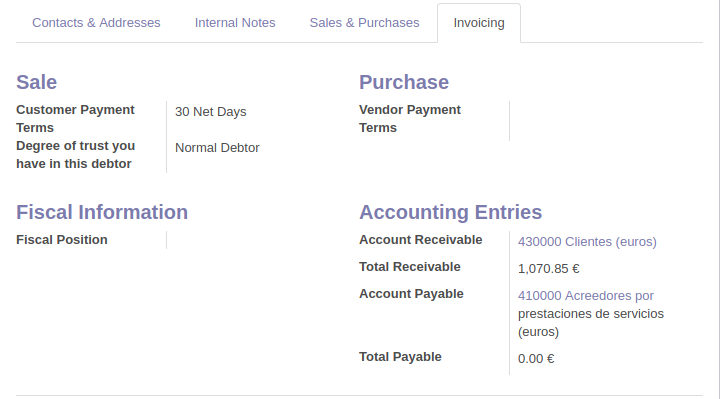 Contacts & Addresses Internal Notes Sales & Purchases Invoicing
Sale
Customer Payment Terms 30 Net Days
Degree of trust you have in this debtor Normal Debtor
Purchase
Vendor Payment Terms
Fiscal Information
Fiscal Position
Accounting Entries
Account Receivable 430000 Clientes (euros)
Total Receivable 1,070.85 €
Account Payable 410000 Acreedores por
prestaciones de servicios
(euros)
Total Payable 0.00 €